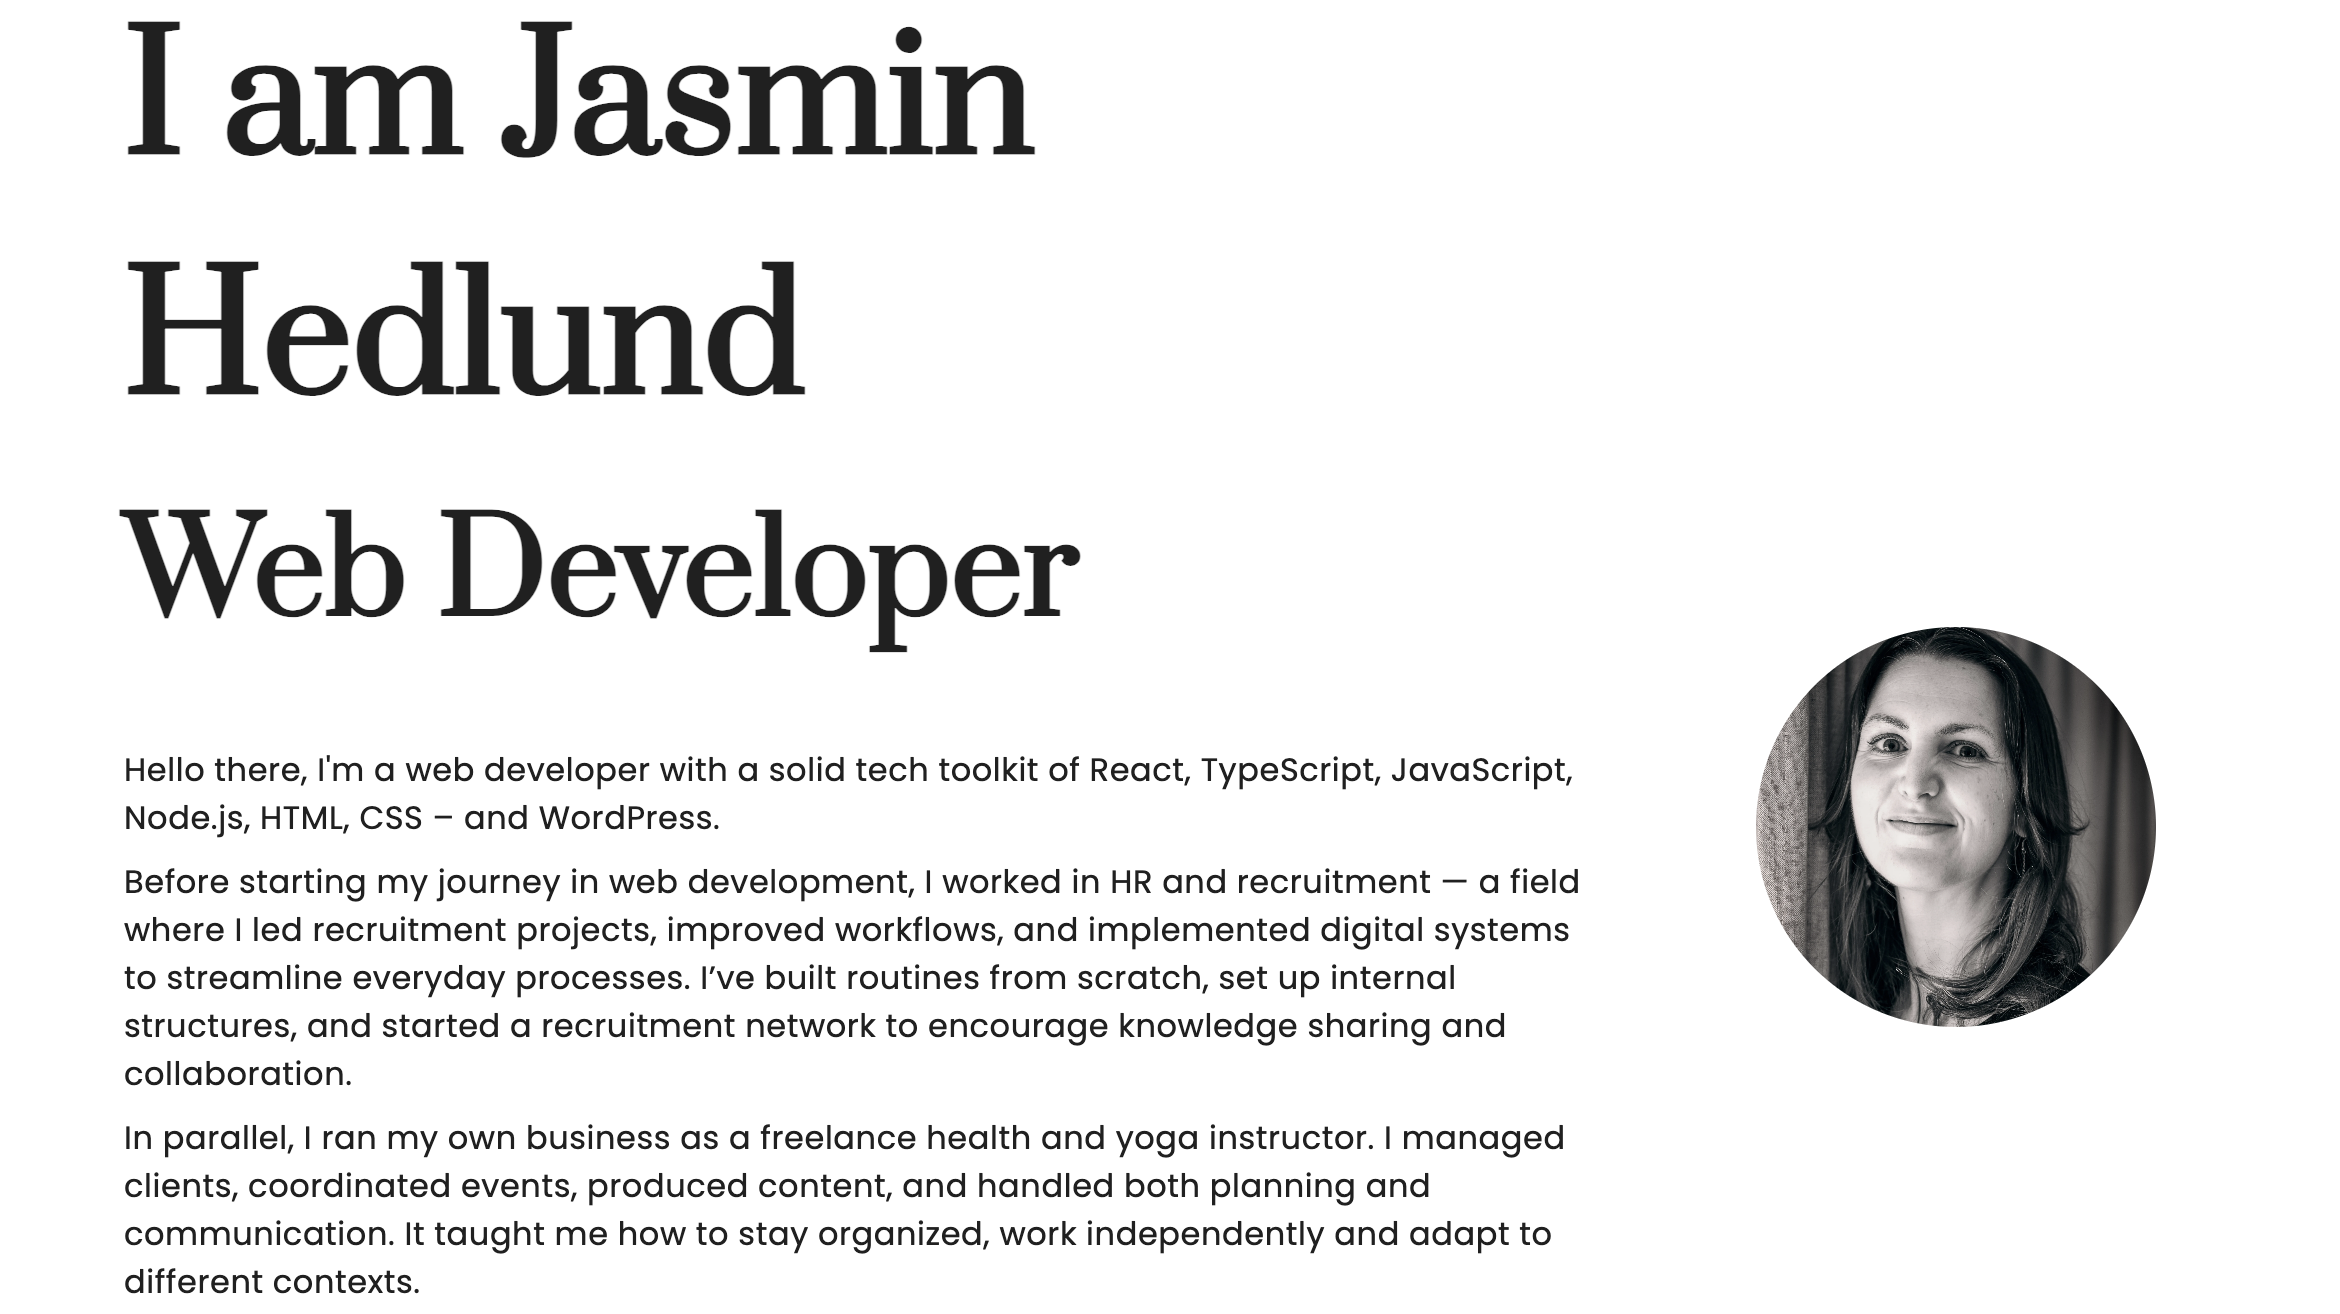 I am Jasmin
Hedlund
Web Developer
Hello there, I'm a web developer with a solid tech toolkit of React, TypeScript, JavaScript,
Node.js, HTML, CSS – and WordPress.
Before starting my journey in web development, I worked in HR and recruitment — a field
where I led recruitment projects, improved workflows, and implemented digital systems
to streamline everyday processes. I’ve built routines from scratch, set up internal
structures, and started a recruitment network to encourage knowledge sharing and
collaboration.
In parallel, I ran my own business as a freelance health and yoga instructor. I managed
clients, coordinated events, produced content, and handled both planning and
communication. It taught me how to stay organized, work independently and adapt to
different contexts.